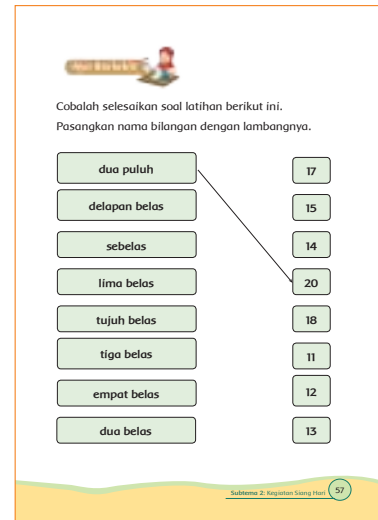 Cobalah selesaikan soal latihan berikut ini.
Pasangkan nama bilangan dengan lambangnya.
dua puluh 17
delapan belas 15
sebelas 14
lima belas 20
tujuh belas 18
tiga belas 11
empat belas 12
dua belas 13
Subtema 2: Kegiatan Siang Hari 57